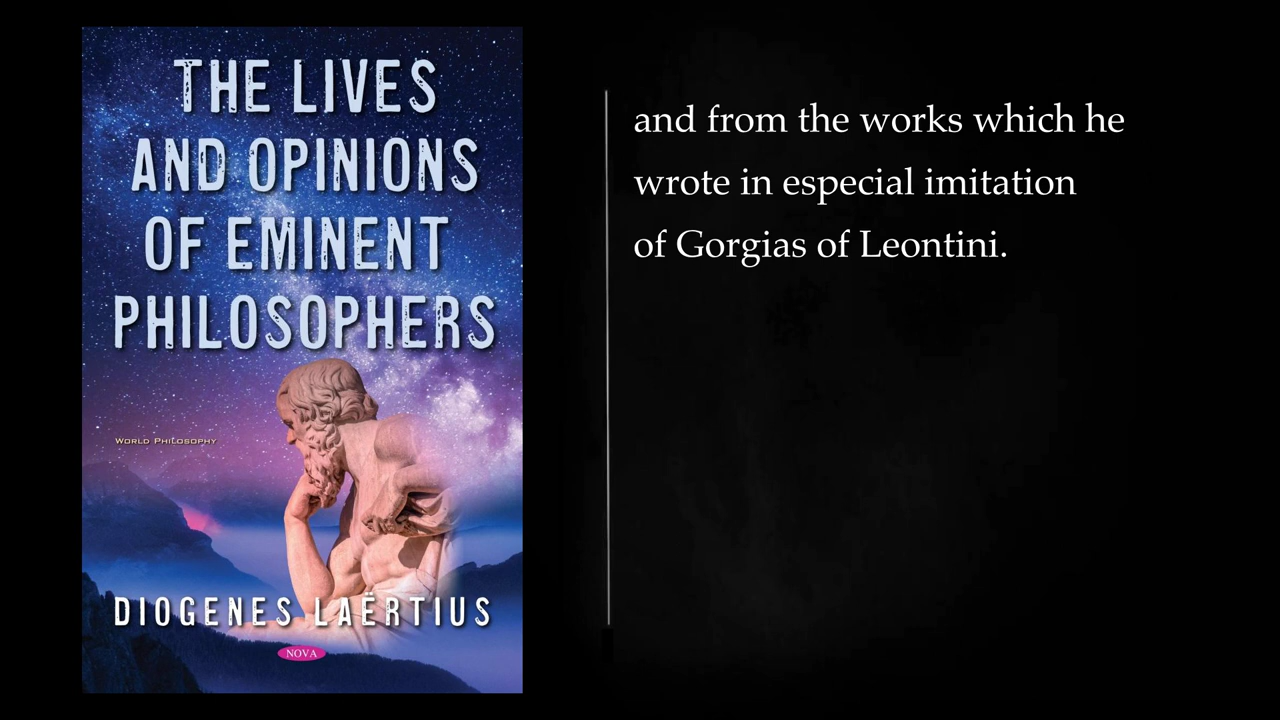 THE LIVES
AND OPINIONS
OF EMINENT
PHILOSOPHERS
WORLD PHILOSOPHY
DIOGENES LAËRTIUS
NOVA
and from the works which he
wrote in especial imitation
of Gorgias of Leontini.